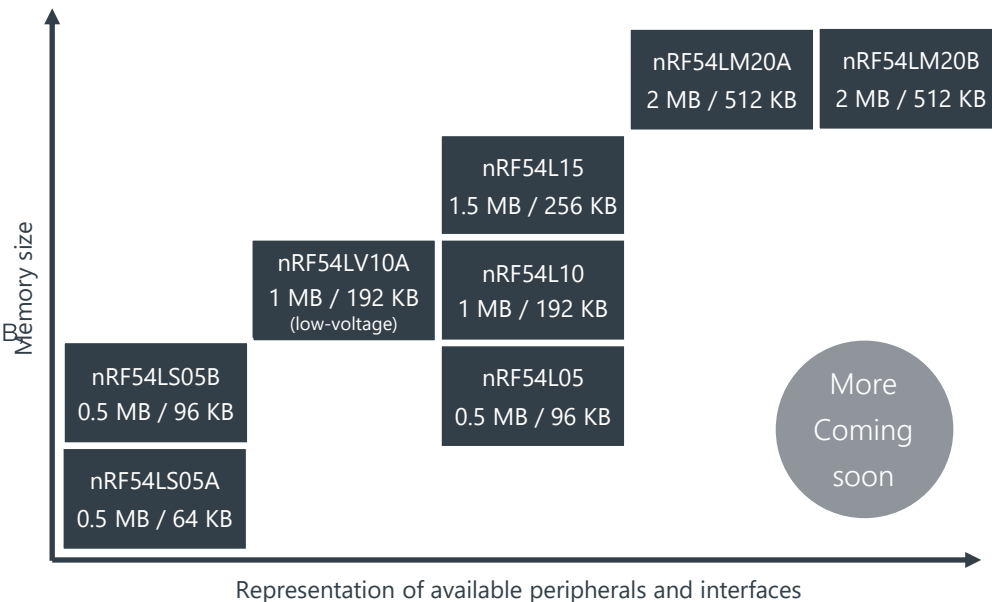 nRF54LM20A
2 MB / 512 KB
nRF54LM20B
2 MB / 512 KB
nRF54L15
1.5 MB / 256 KB
nRF54LV10A
1 MB / 192 KB
(low-voltage)
nRF54L10
1 MB / 192 KB
nRF54LS05B
0.5 MB / 96 KB
nRF54L05
0.5 MB / 96 KB
nRF54LS05A
0.5 MB / 64 KB
More
Coming
soon
Memory size
B
Representation of available peripherals and interfaces